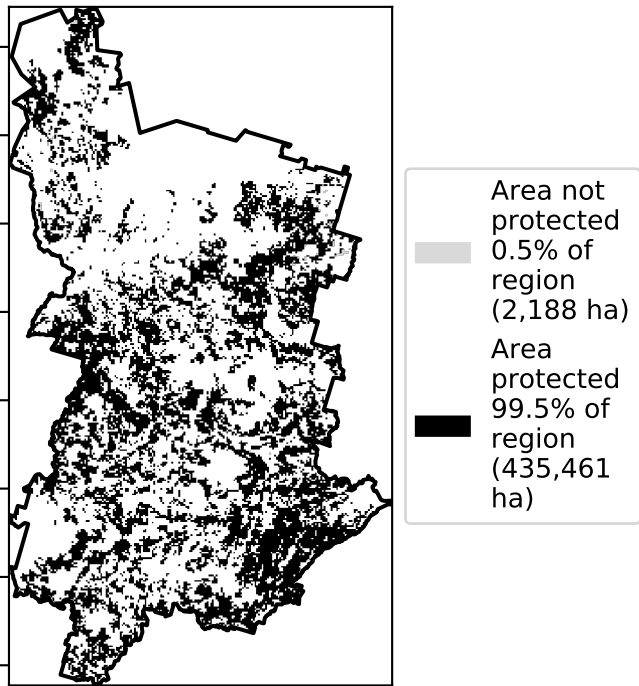 Area not
protected
0.5% of
region
(2,188 ha)
Area
protected
99.5% of
region
(435,461
ha)